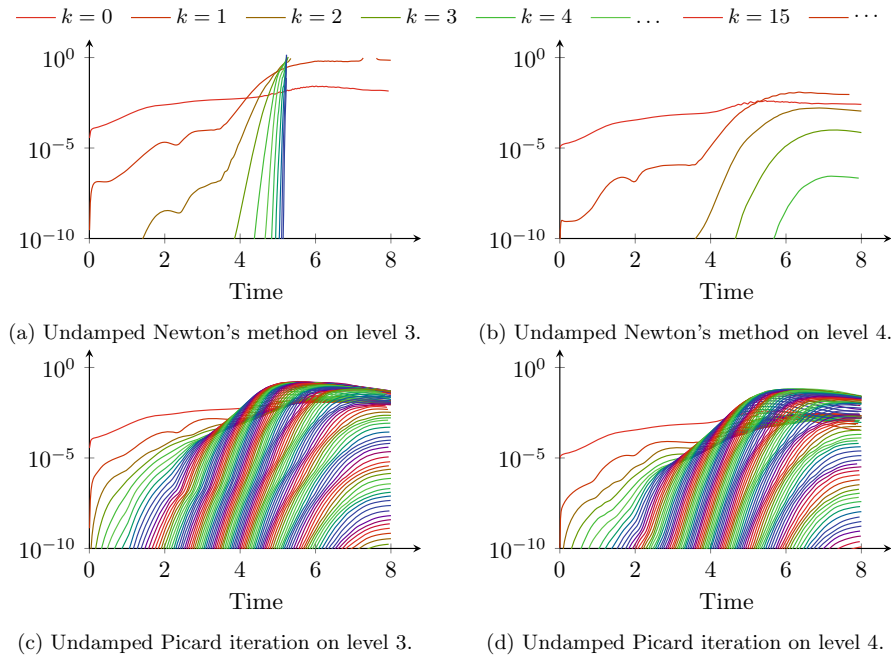 k = 0 k = 1 k = 2 k = 3 k = 4 ... k = 15 ...
10^0
10^−5
10^−10
0 2 4 6 8
Time
(a) Undamped Newton's method on level 3.
10^0
10^−5
10^−10
0 2 4 6 8
Time
(b) Undamped Newton's method on level 4.
10^0
10^−5
10^−10
0 2 4 6 8
Time
(c) Undamped Picard iteration on level 3.
10^0
10^−5
10^−10
0 2 4 6 8
Time
(d) Undamped Picard iteration on level 4.